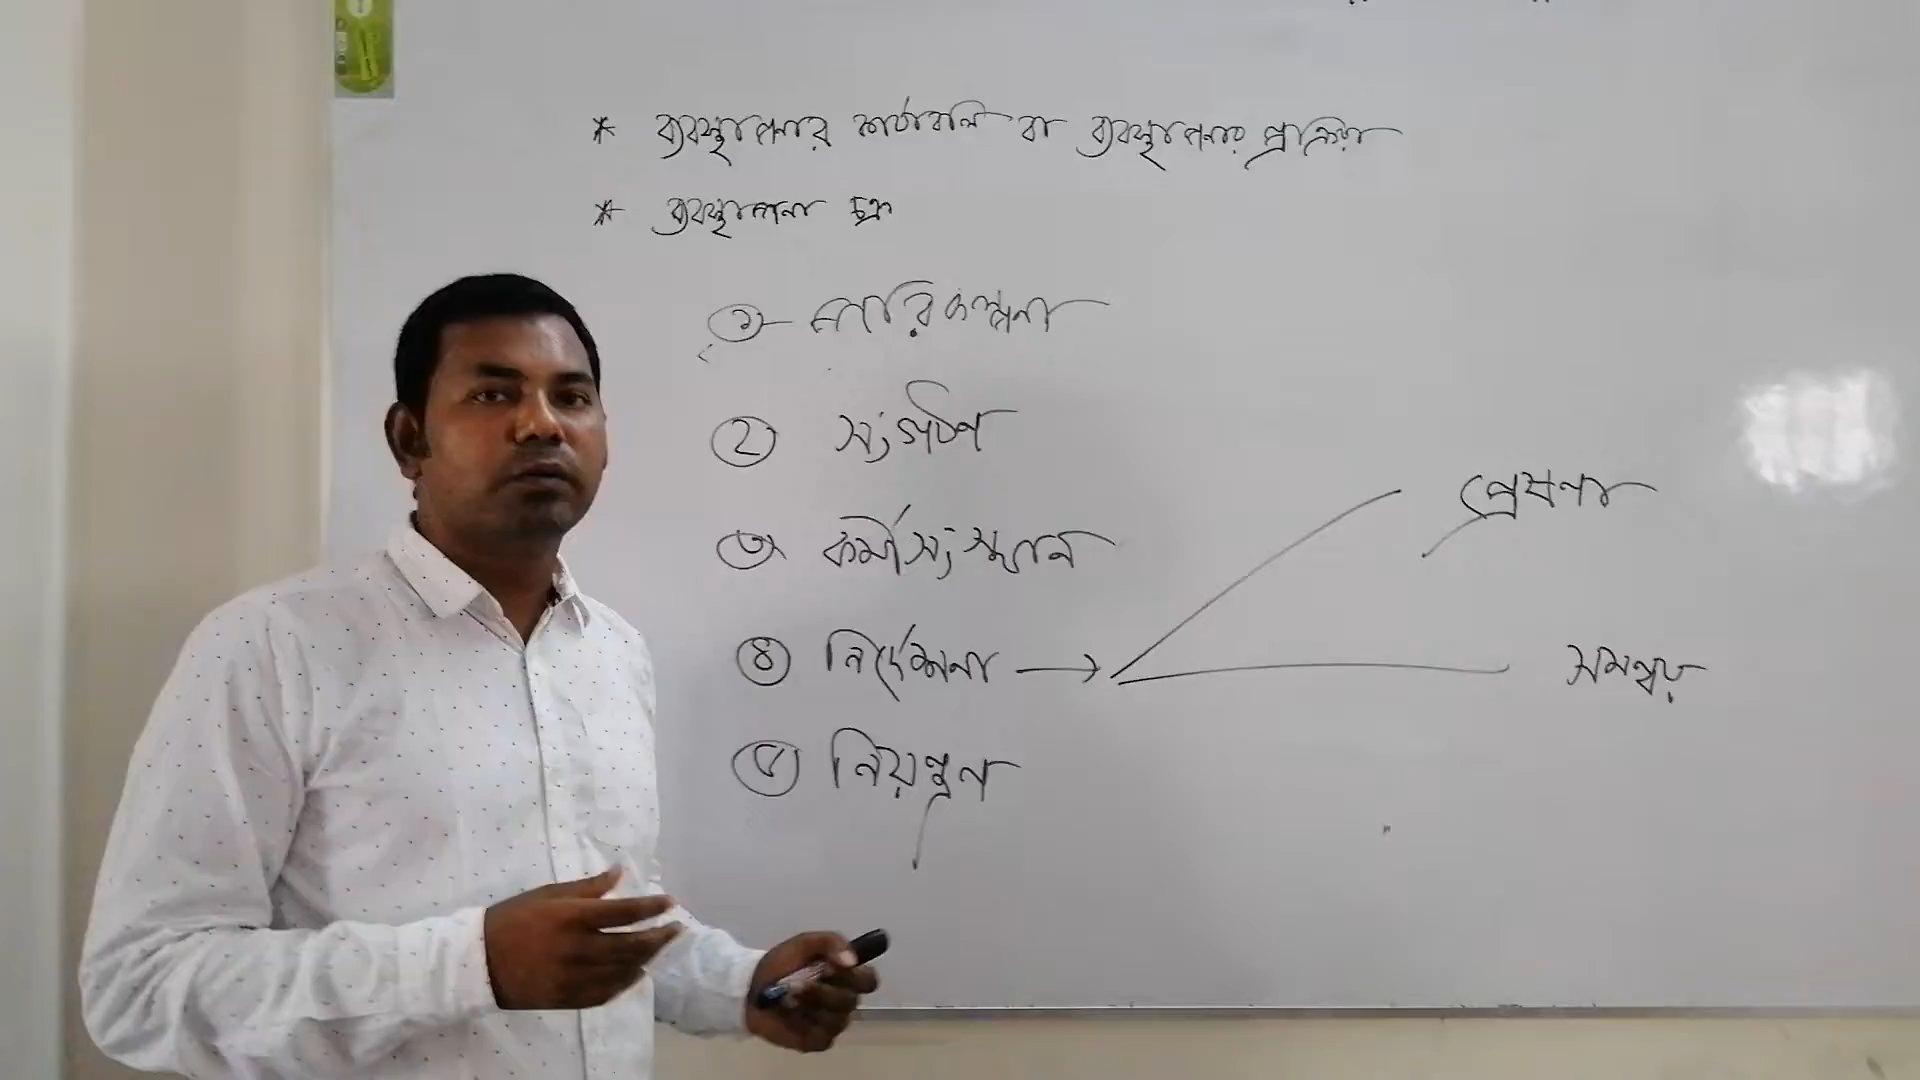 * ব্যবস্থাপনার কার্যাবলি বা ব্যবস্থাপনার প্রক্রিয়া
* ব্যবস্থাপনা চক্র
১ পরিকল্পনা
২ সংগঠন
৩ কর্মীসংস্থান
৪ নির্দেশনা → প্রেষণা
সমন্বয়
৫ নিয়ন্ত্রণ